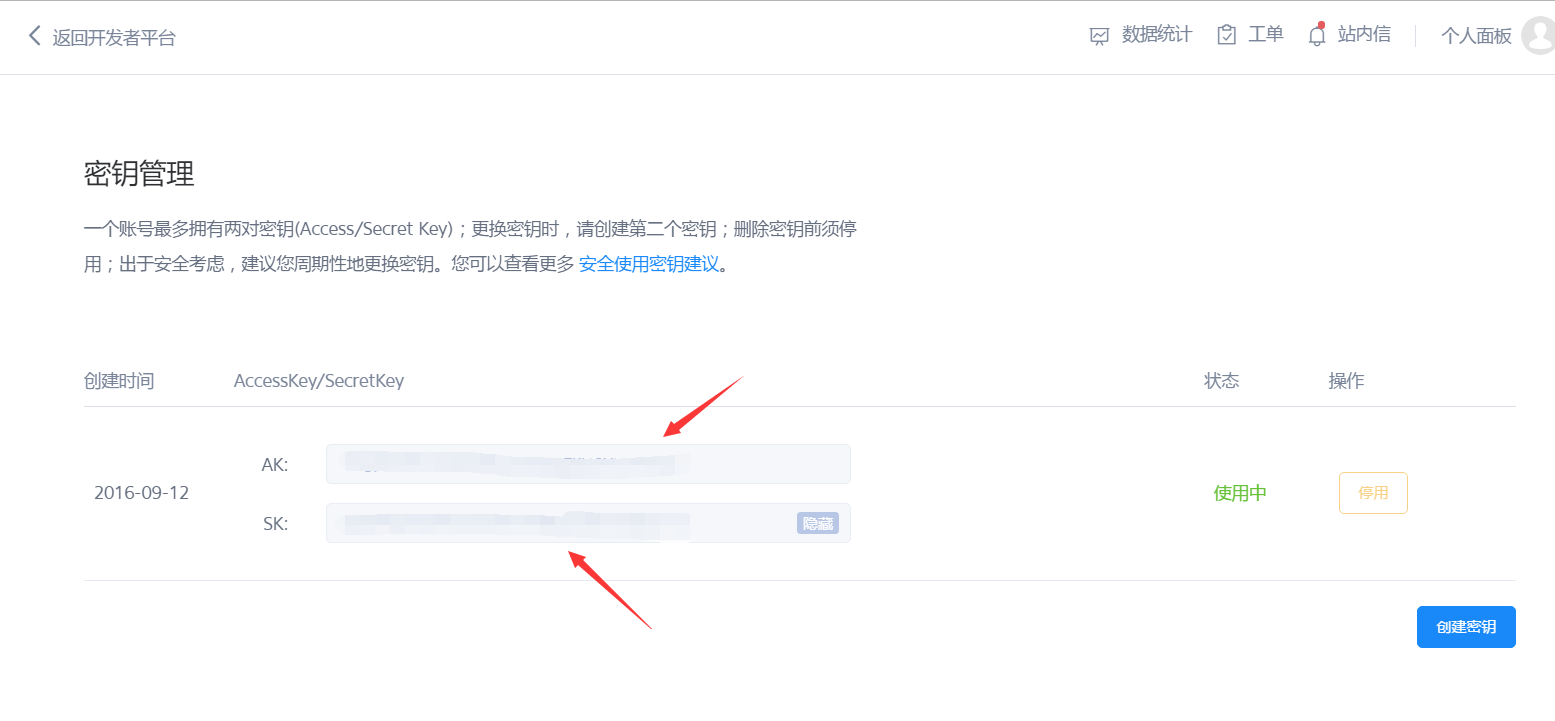 返回开发者平台
数据统计 工单 站内信 个人面板
密钥管理
一个账号最多拥有两对密钥(Access/Secret Key)；更换密钥时，请创建第二个密钥；删除密钥前须停
用；出于安全考虑，建议您周期性地更换密钥。您可以查看更多 安全使用密钥建议。
创建时间 AccessKey/SecretKey 状态 操作
AK:
2016-09-12 使用中 停用
SK: 隐藏
创建密钥